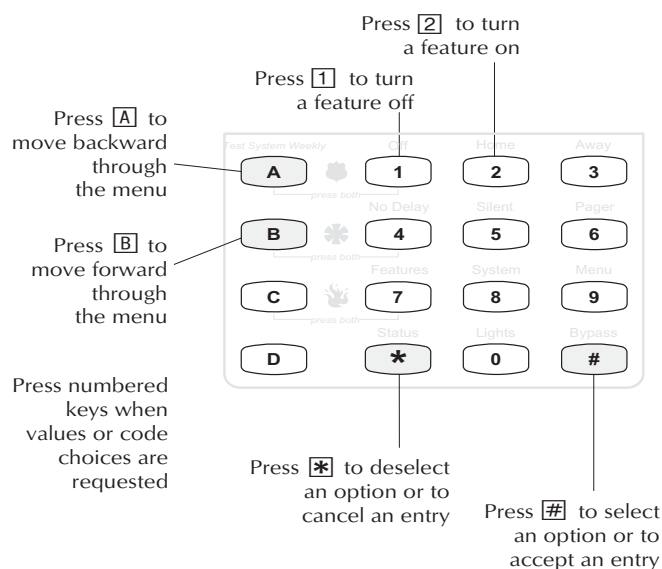 Press 2 to turn
a feature on
Press 1 to turn
a feature off
Press A to
move backward
through
the menu
Press B to
move forward
through
the menu
Press numbered
keys when
values or code
choices are
requested
Test System Weekly Off Home Away
A 1 2 3
press both
No Delay Silent Pager
B 4 5 6
press both
Features System Menu
C 7 8 9
press both
Status Lights Bypass
D * 0 #
Press * to deselect
an option or to
cancel an entry
Press # to select
an option or to
accept an entry